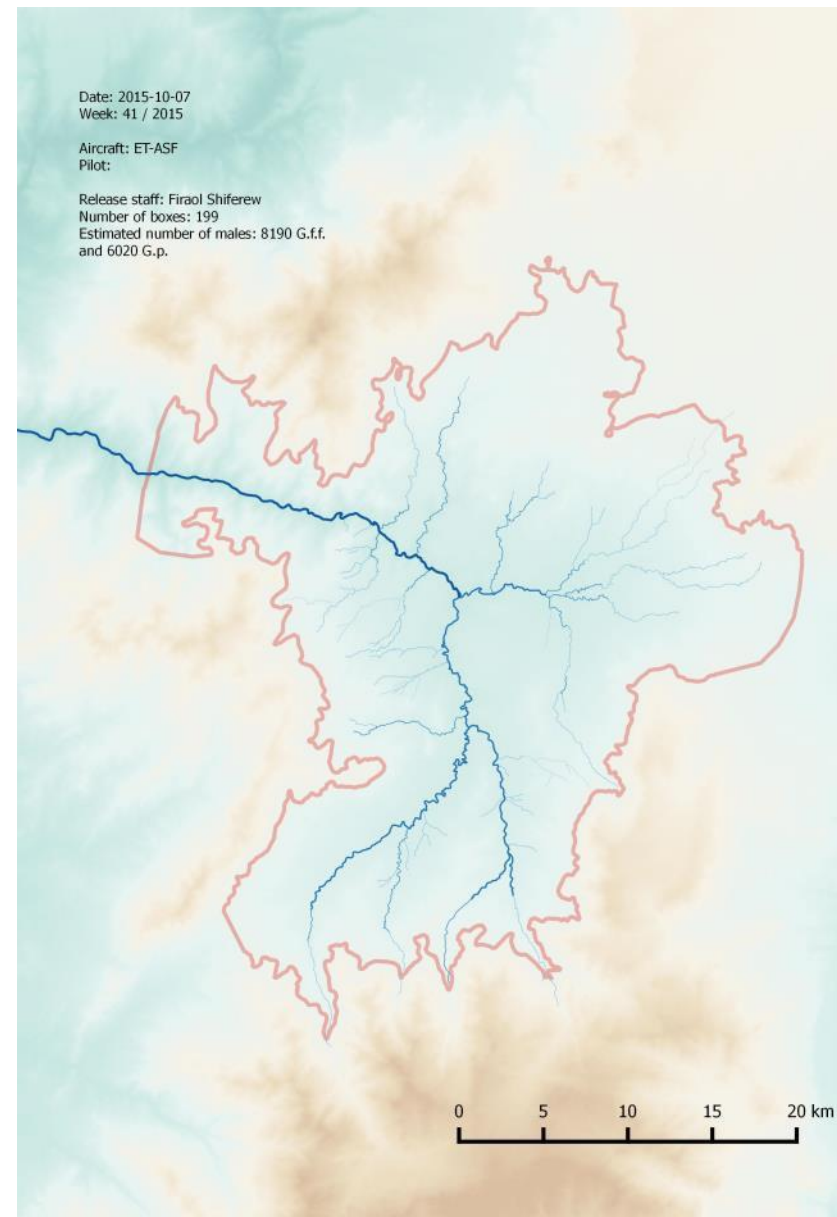 Date: 2015-10-07
Week: 41 / 2015
Aircraft: ET-ASF
Pilot:
Release staff: Firaol Shiferew
Number of boxes: 199
Estimated number of males: 8190 G.f.f.
and 6020 G.p.
0 5 10 15 20 km